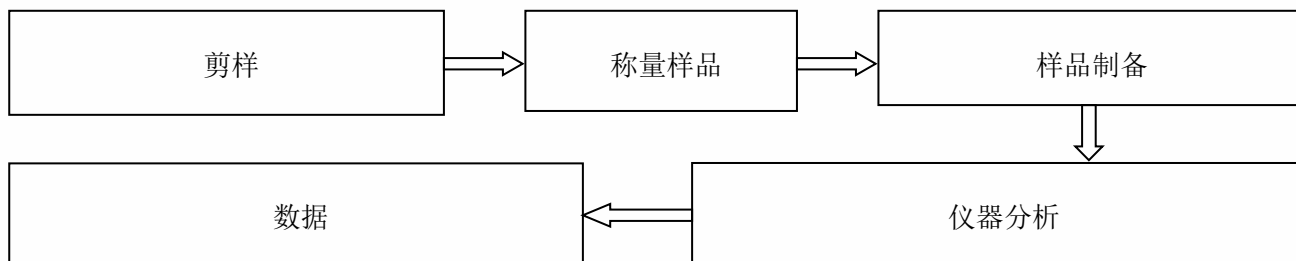 剪样
称量样品
样品制备
仪器分析
数据